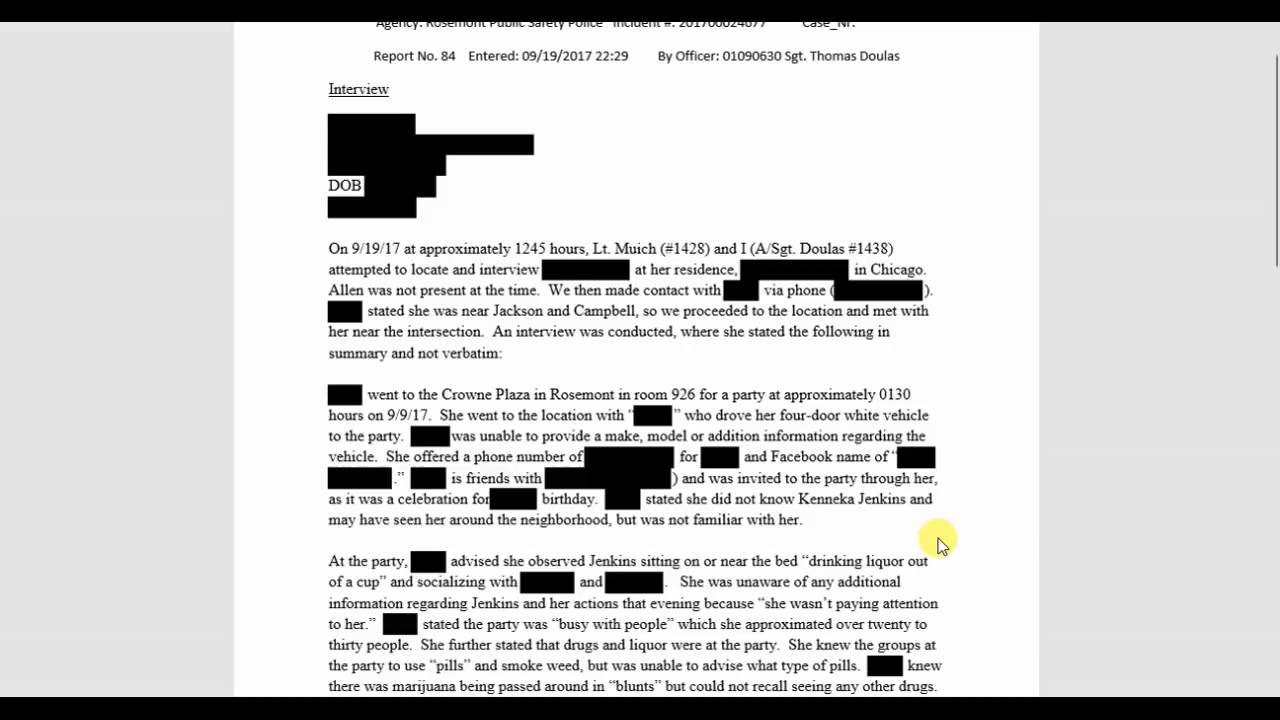 Agency: Rosemont Public Safety Police Incident #: 201700024677 Case_Nr:
Report No. 84 Entered: 09/19/2017 22:29 By Officer: 01090630 Sgt. Thomas Doulas
Interview
DOB
On 9/19/17 at approximately 1245 hours, Lt. Muich (#1428) and I (A/Sgt. Doulas #1438)
attempted to locate and interview at her residence, in Chicago.
Allen was not present at the time. We then made contact with via phone ( ).
stated she was near Jackson and Campbell, so we proceeded to the location and met with
her near the intersection. An interview was conducted, where she stated the following in
summary and not verbatim:
went to the Crowne Plaza in Rosemont in room 926 for a party at approximately 0130
hours on 9/9/17. She went to the location with “ ” who drove her four-door white vehicle
to the party. was unable to provide a make, model or addition information regarding the
vehicle. She offered a phone number of for and Facebook name of “
.” is friends with ) and was invited to the party through her,
as it was a celebration for birthday. stated she did not know Kenneka Jenkins and
may have seen her around the neighborhood, but was not familiar with her.
At the party, advised she observed Jenkins sitting on or near the bed “drinking liquor out
of a cup” and socializing with and . She was unaware of any additional
information regarding Jenkins and her actions that evening because “she wasn’t paying attention
to her.” stated the party was “busy with people” which she approximated over twenty to
thirty people. She further stated that drugs and liquor were at the party. She knew the groups at
the party to use “pills” and smoke weed, but was unable to advise what type of pills. knew
there was marijuana being passed around in “blunts” but could not recall seeing any other drugs.